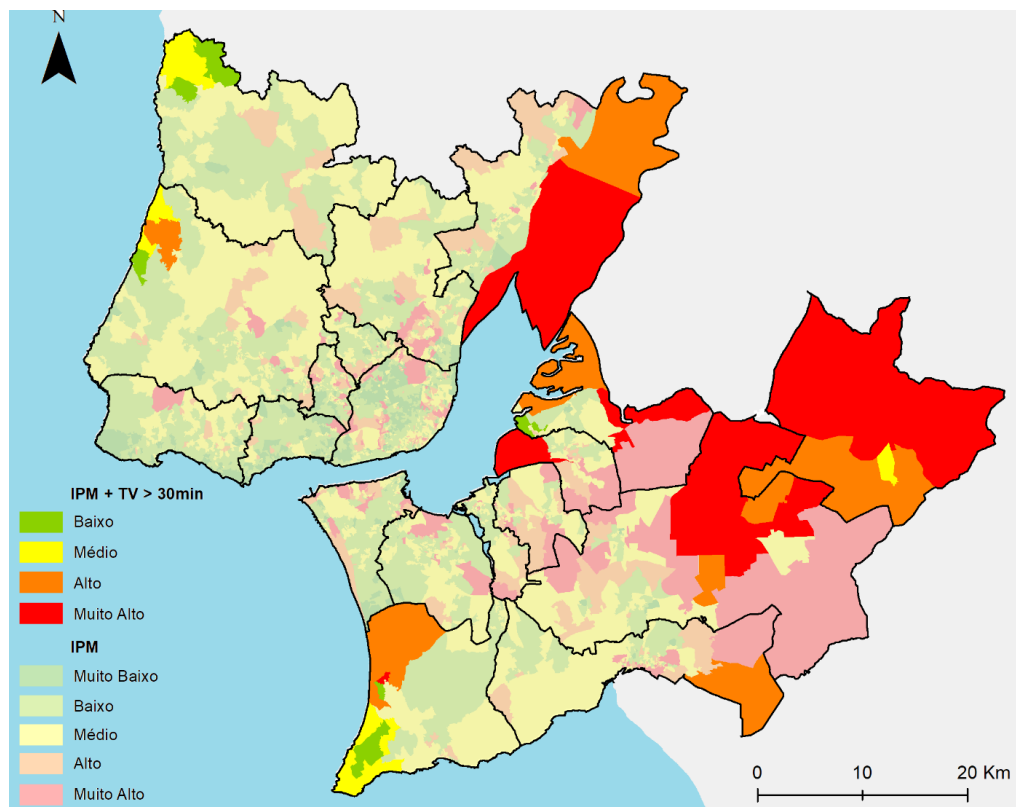 N
IPM + TV > 30min
Baixo
Médio
Alto
Muito Alto
IPM
Muito Baixo
Baixo
Médio
Alto
Muito Alto
0 10 20 Km